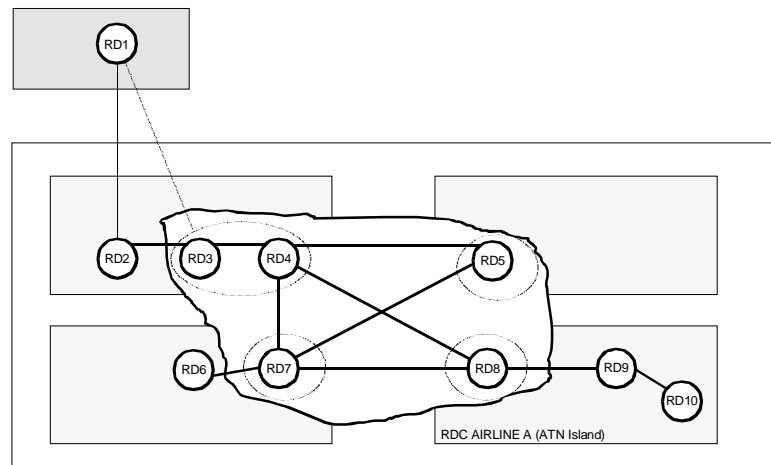 RD1
RD2
RD3
RD4
RD5
RD6
RD7
RD8
RD9
RD10
RDC AIRLINE A (ATN Island)